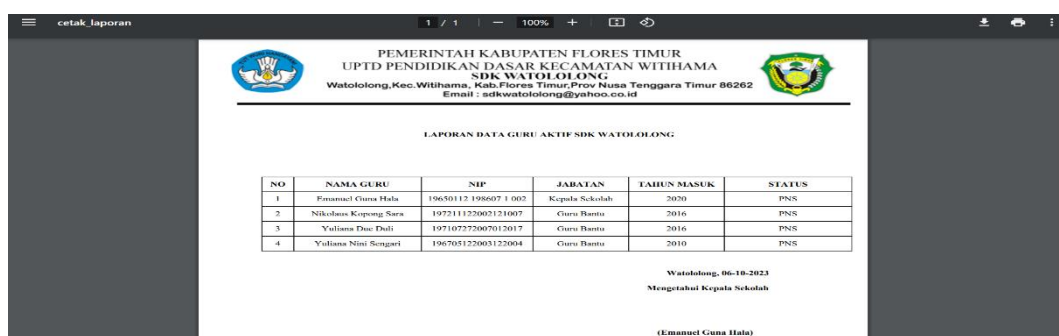 cetak_laporan 1 / 1 100%
PEMERINTAH KABUPATEN FLORES TIMUR
UPTD PENDIDIKAN DASAR KECAMATAN WITIHAMA
SDK WATOLOLONG
Watololong,Kec.Witihama, Kab.Flores Timur,Prov Nusa Tenggara Timur 86262
Email : sdkwatololong@yahoo.co.id
LAPORAN DATA GURU AKTIF SDK WATOLOLONG
NO NAMA GURU NIP JABATAN TAHUN MASUK STATUS
1 Emanuel Guna Hala 19650112 198607 1 002 Kepala Sekolah 2020 PNS
2 Nikolaus Kopong Sara 197211122002121007 Guru Bantu 2016 PNS
3 Yuliana Due Duli 197107272007012017 Guru Bantu 2016 PNS
4 Yuliana Nini Sengari 196705122003122004 Guru Bantu 2010 PNS
Watololong, 06-10-2023
Mengetahui Kepala Sekolah
(Emanuel Guna Hala)